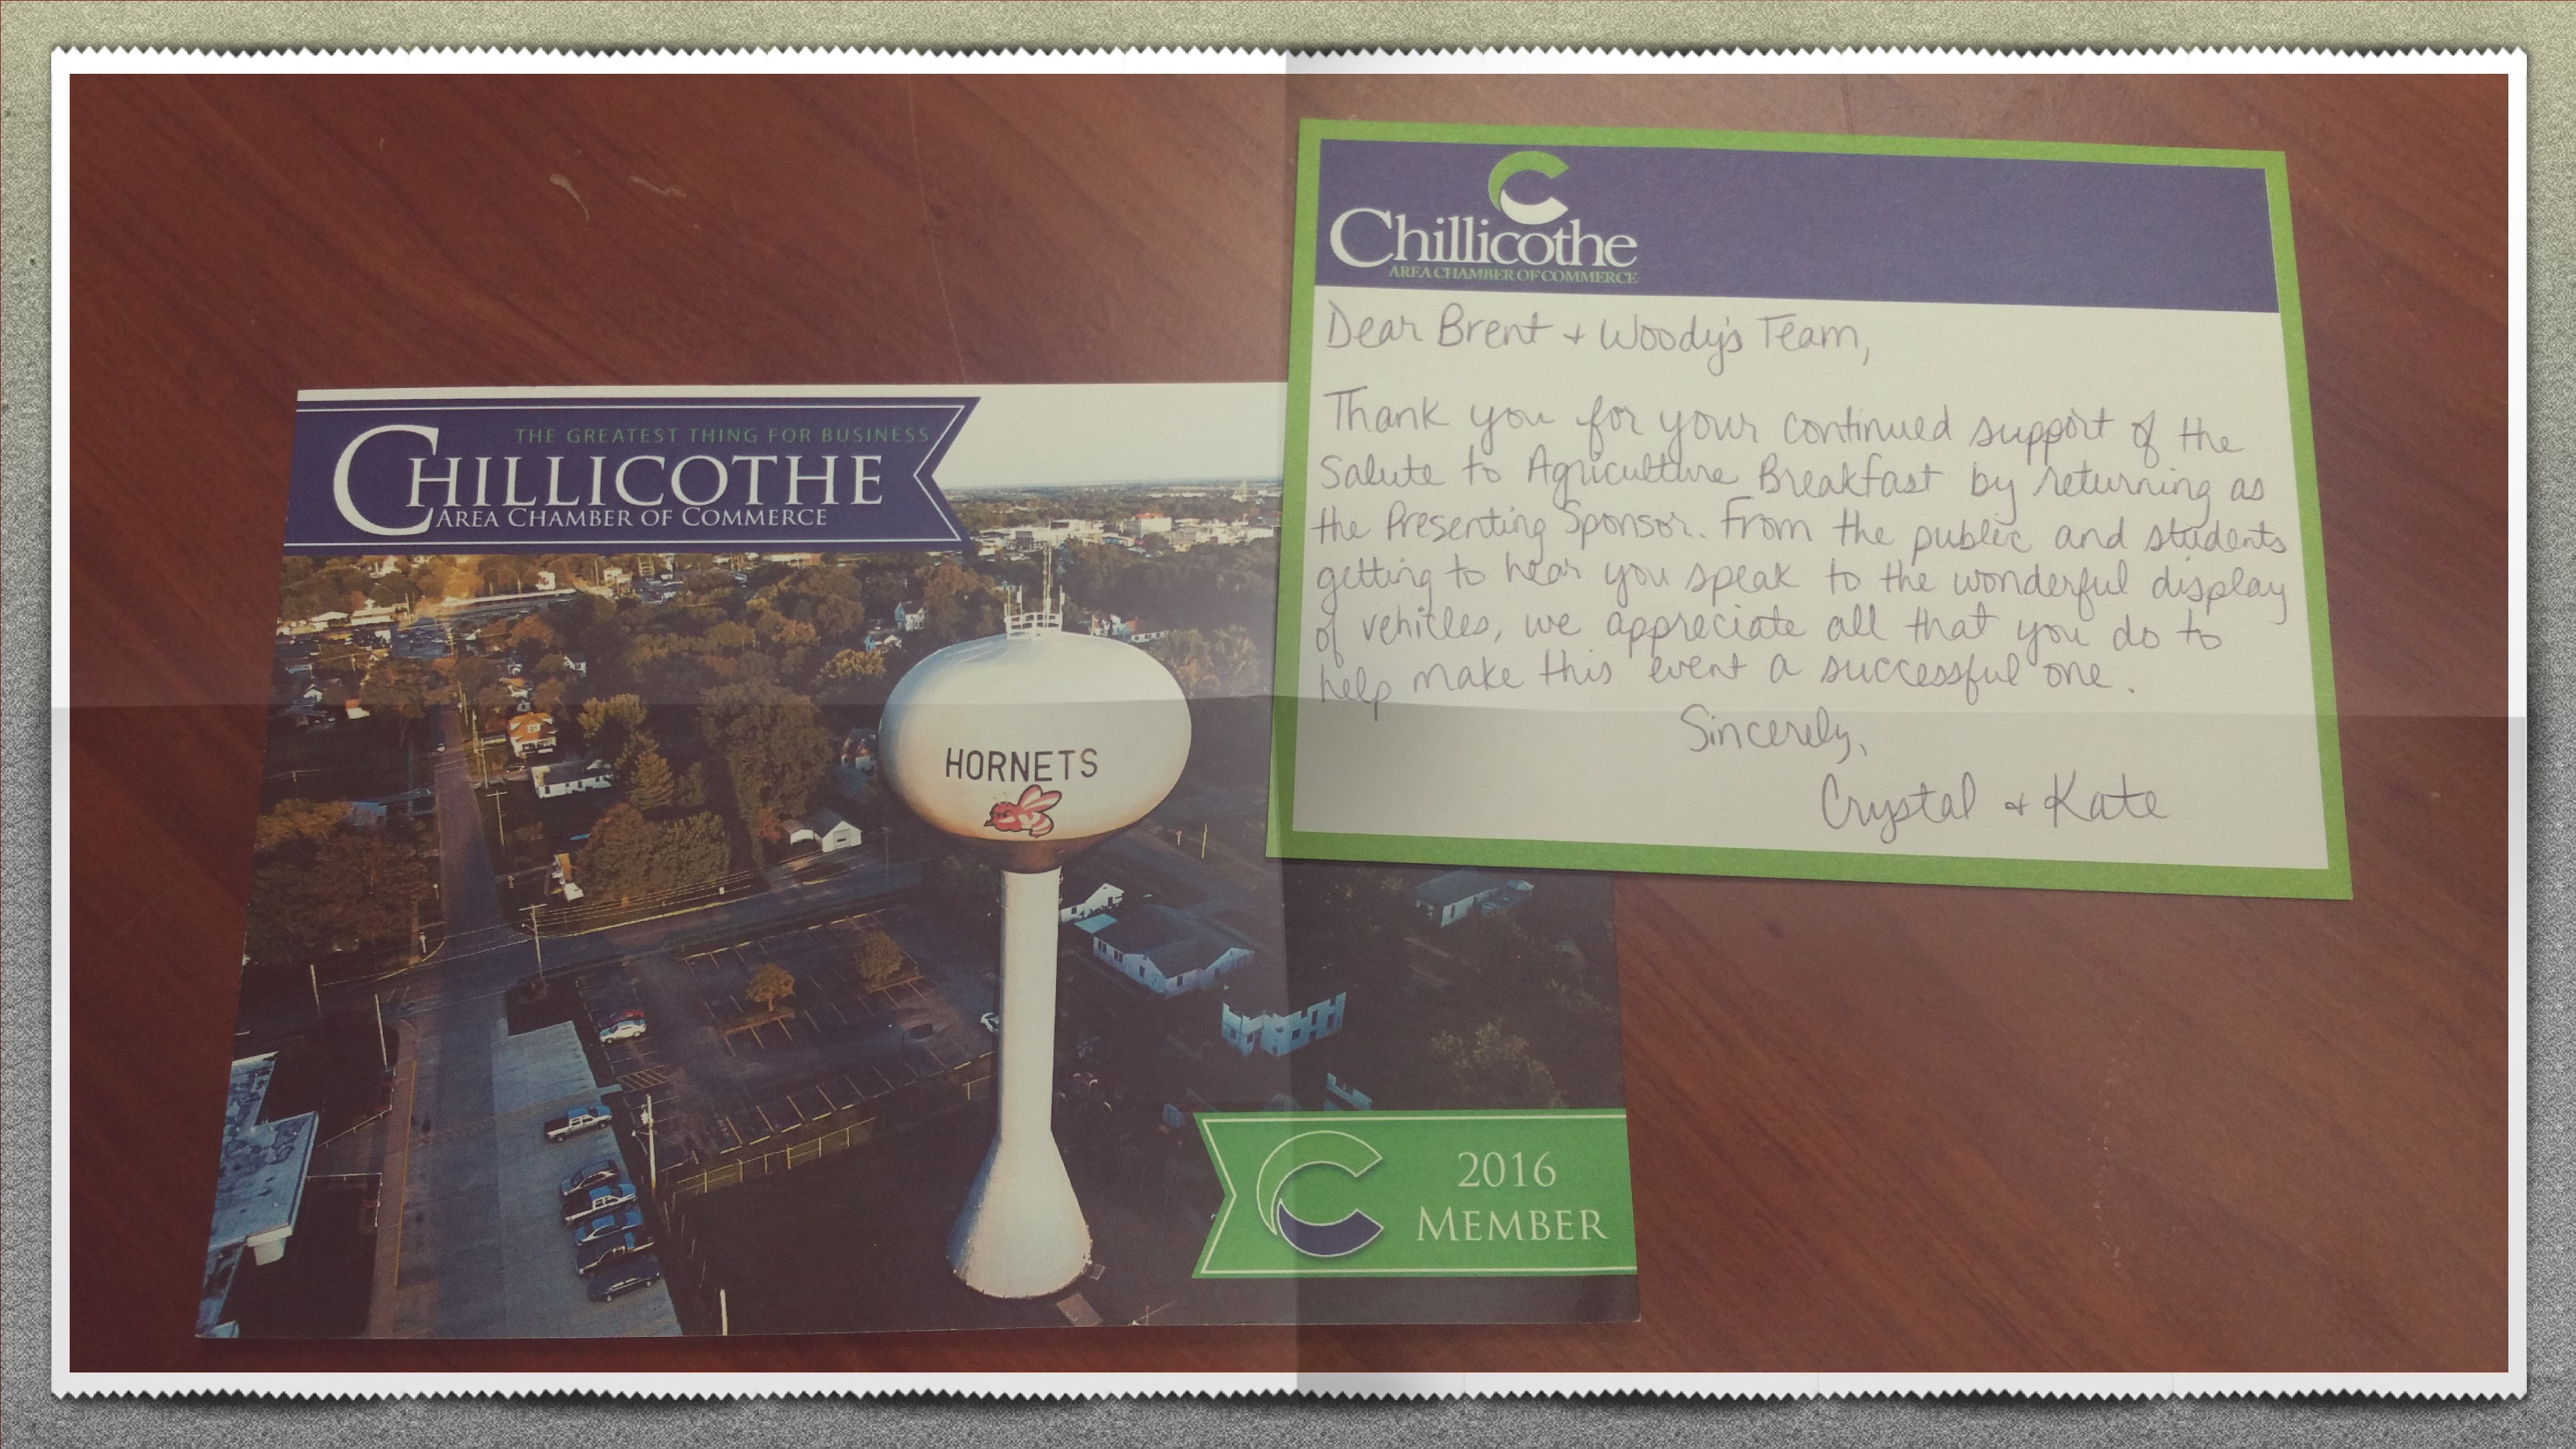 THE GREATEST THING FOR BUSINESS
CHILLICOTHE
AREA CHAMBER OF COMMERCE
HORNETS
2016
MEMBER
Chillicothe
AREA CHAMBER OF COMMERCE
Dear Brent + Woody's Team,
Thank you for your continued support of the
Salute to Agriculture Breakfast by returning as
the Presenting Sponsor. From the public and students
getting to hear you speak to the wonderful display
of vehicles, we appreciate all that you do to
help make this event a successful one.
Sincerely,
Crystal + Kate